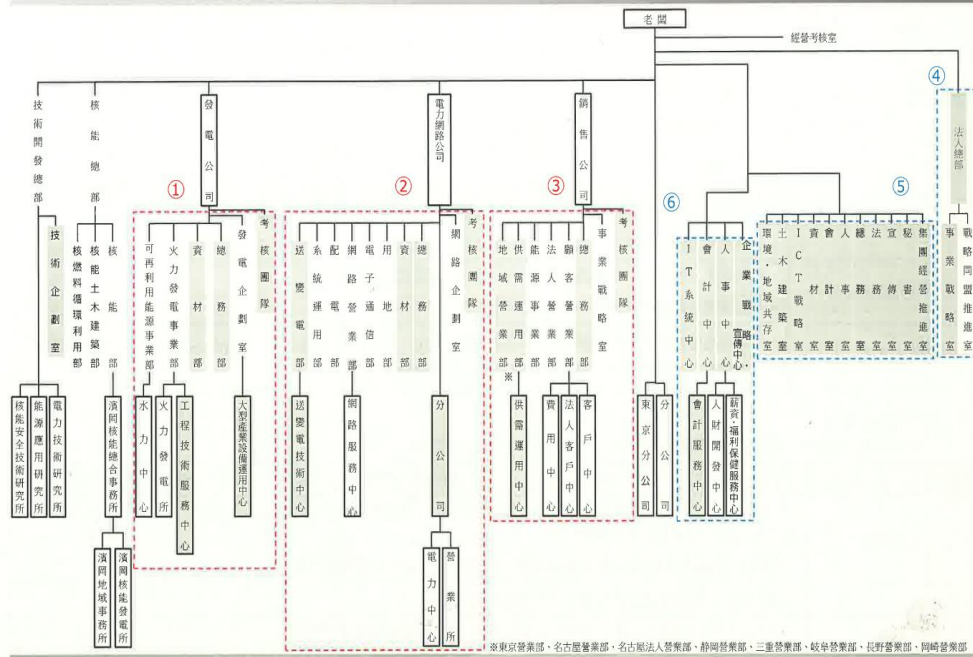 老闆
經營考核室
④
法人總部
事業戰略室
戰略同盟推進室
⑤
環境・地域共存室
土木建築室
ICT戰略室
資材室
會計室
人事室
總務室
法務室
宣傳室
秘書室
集團經營推進室
⑥
IT系統中心
會計中心
人事中心
企業戰略・
宣傳中心
會計服務中心
人財開發中心
薪資・福利保健服務中心
技術開發總部
技術企劃室
核能安全技術研究所
能源應用研究所
電力技術研究所
核能總部
核燃料循環利用部
核能土木建築部
核能部
濱岡核能總合事務所
濱岡地域事務所
濱岡核能發電所
發電公司
①
可再利用能源事業部
火力發電事業部
資材部
總務部
發電企劃室
考核團隊
水力中心
火力發電所
工程技術服務中心
大型產業設備運用中心
電力網路公司
②
送變電部
系統運用部
配電部
網路營業部
電子通信部
用地部
資材部
總務部
網路企劃室
考核團隊
送變電技術中心
網路服務中心
分公司
電力中心
營業所
銷售公司
③
地域營業部
※
供需運用部
能源事業部
法人營業部
顧客營業部
總務部
事業戰略室
考核團隊
供需運用中心
費用中心
法人客戶中心
客戶中心
東京分公司
分公司
※東京營業部、名古屋營業部、名古屋法人營業部、靜岡營業部、三重營業部、岐阜營業部、長野營業部、岡崎營業部